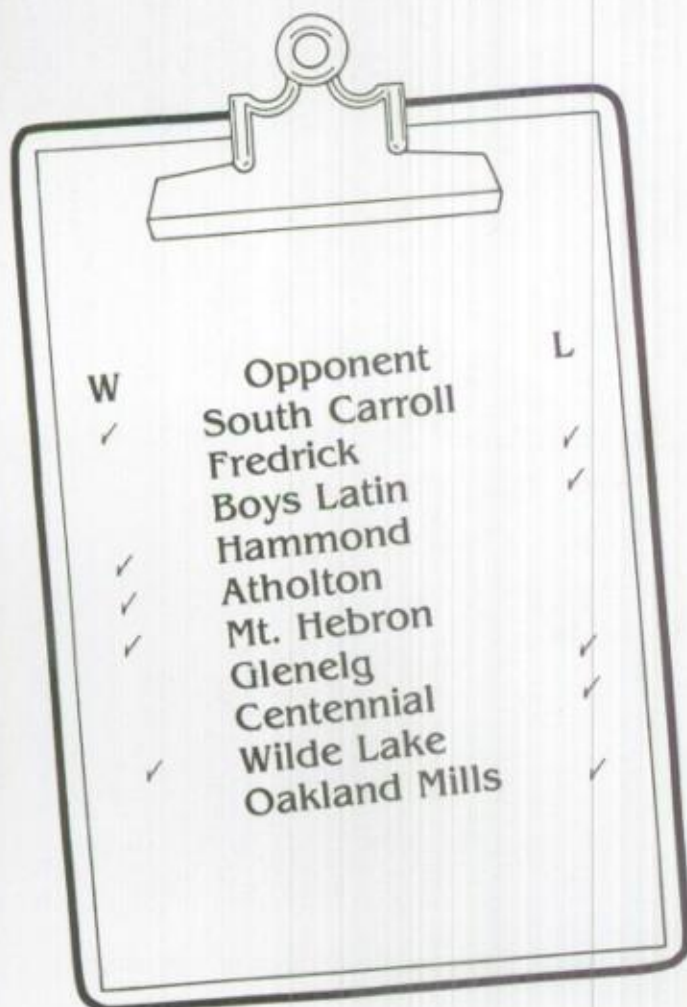 W Opponent L
✓ South Carroll
Fredrick ✓
Boys Latin ✓
✓ Hammond
✓ Atholton
✓ Mt. Hebron
Glenelg ✓
Centennial ✓
✓ Wilde Lake
Oakland Mills ✓